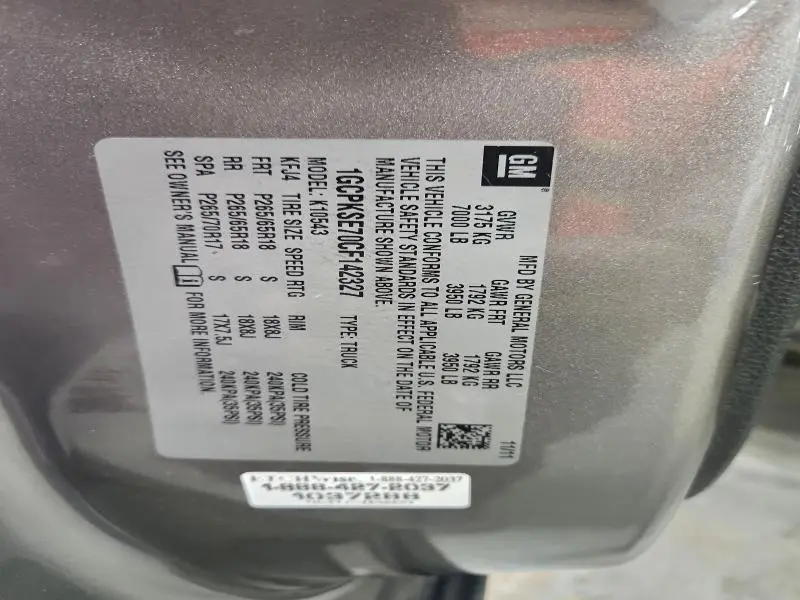 GM
MFD BY GENERAL MOTORS LLC 11/11
GVWR GAWR FRT GAWR RR
3175 KG 1792 KG 1792 KG
7000 LB 3950 LB 3950 LB
THIS VEHICLE CONFORMS TO ALL APPLICABLE U.S. FEDERAL MOTOR
VEHICLE SAFETY STANDARDS IN EFFECT ON THE DATE OF
MANUFACTURE SHOWN ABOVE.
1GCPKSE70CF142327 TYPE: TRUCK
MODEL: K10543
KFJ4 TIRE SIZE SPEED RTG RIM COLD TIRE PRESSURE
FRT P265/65R18 S 18X8J 240KPA(35PSI)
RR P265/65R18 S 18X8J 240KPA(35PSI)
SPA P265/70R17 S 17X7.5J 240KPA(35PSI)
SEE OWNER'S MANUAL FOR MORE INFORMATION.
1-888-427-2037
1-888-427-2037
1037288